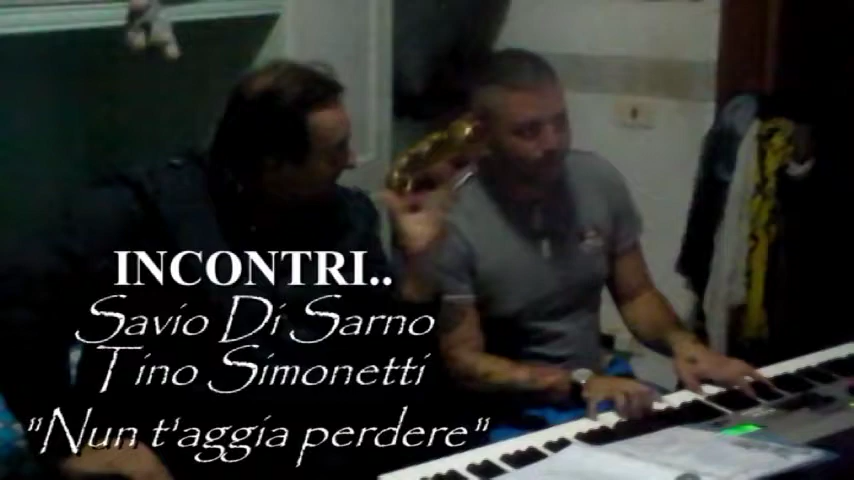 INCONTRI..
Savio Di Sarno
Tino Simonetti
"Nun t'aggia perdere"